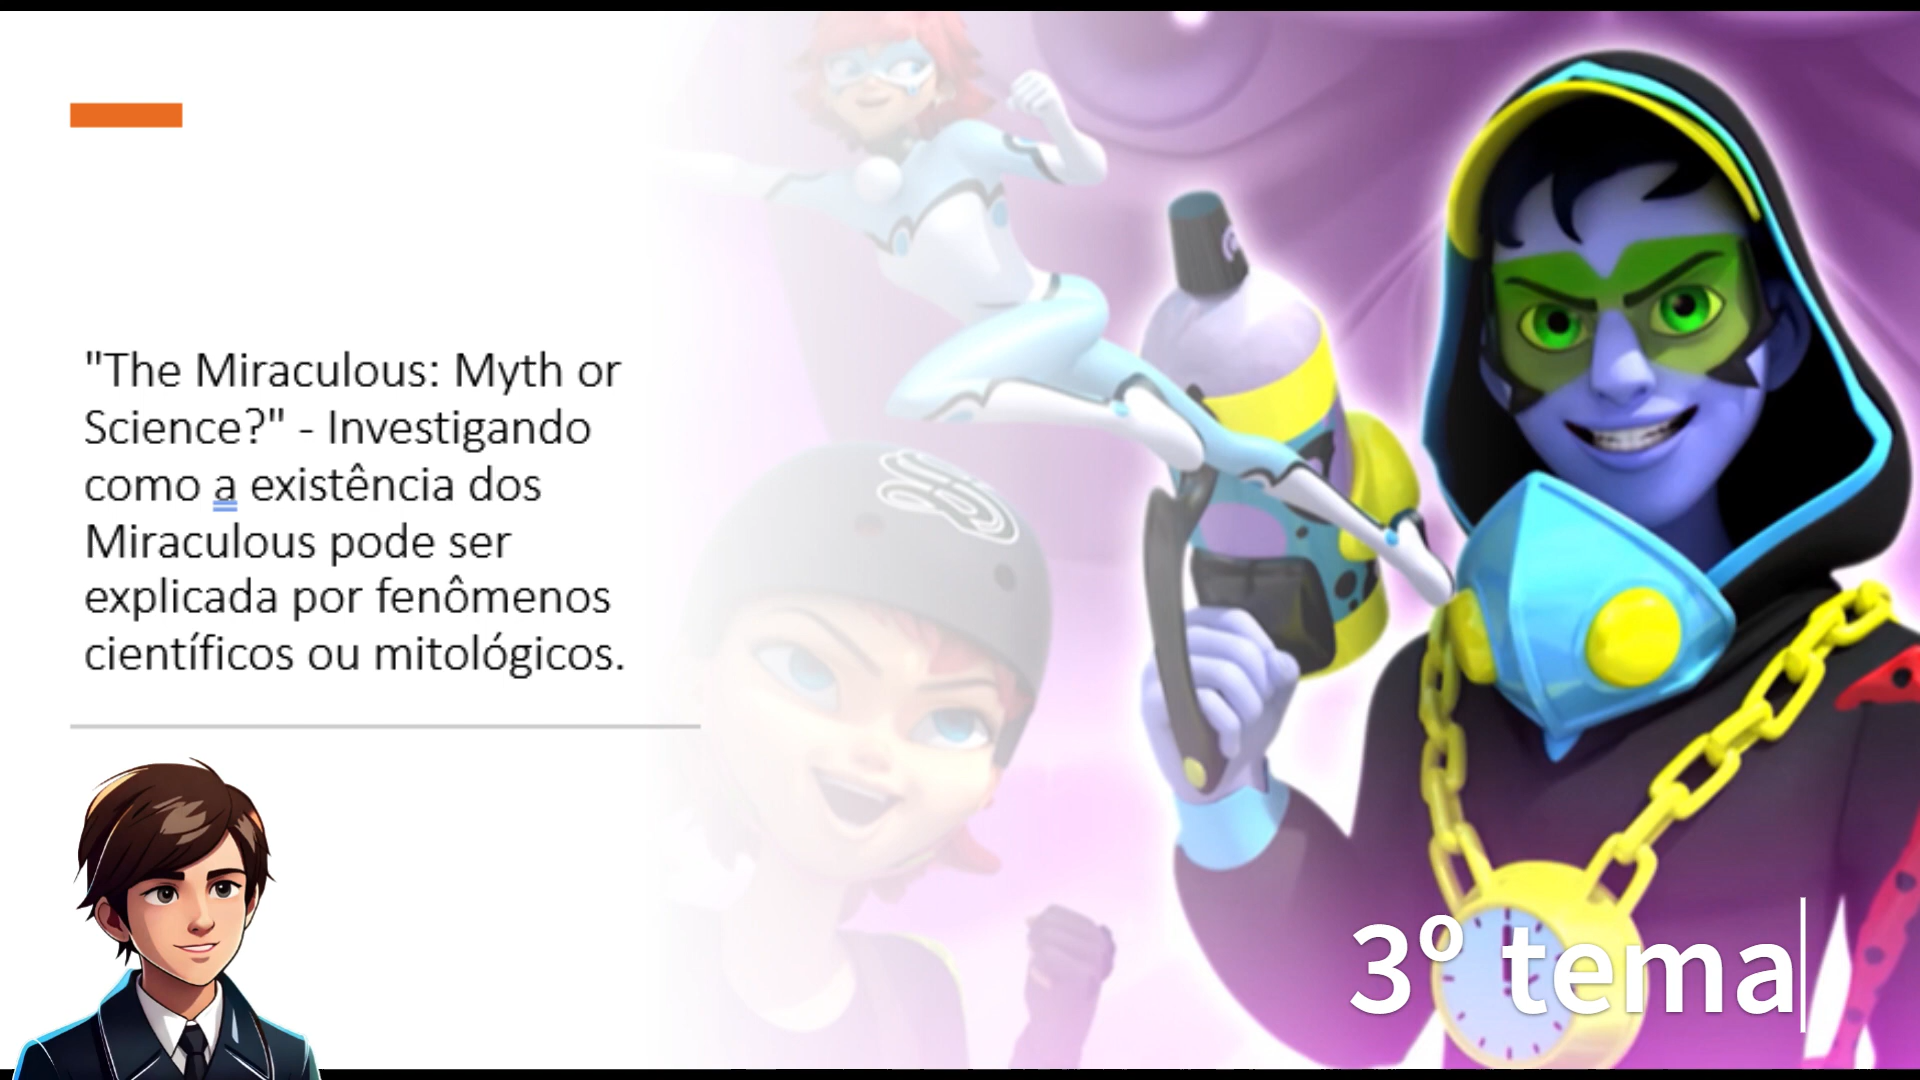 "The Miraculous: Myth or
Science?" - Investigando
como a existência dos
Miraculous pode ser
explicada por fenômenos
científicos ou mitológicos.
3º tema